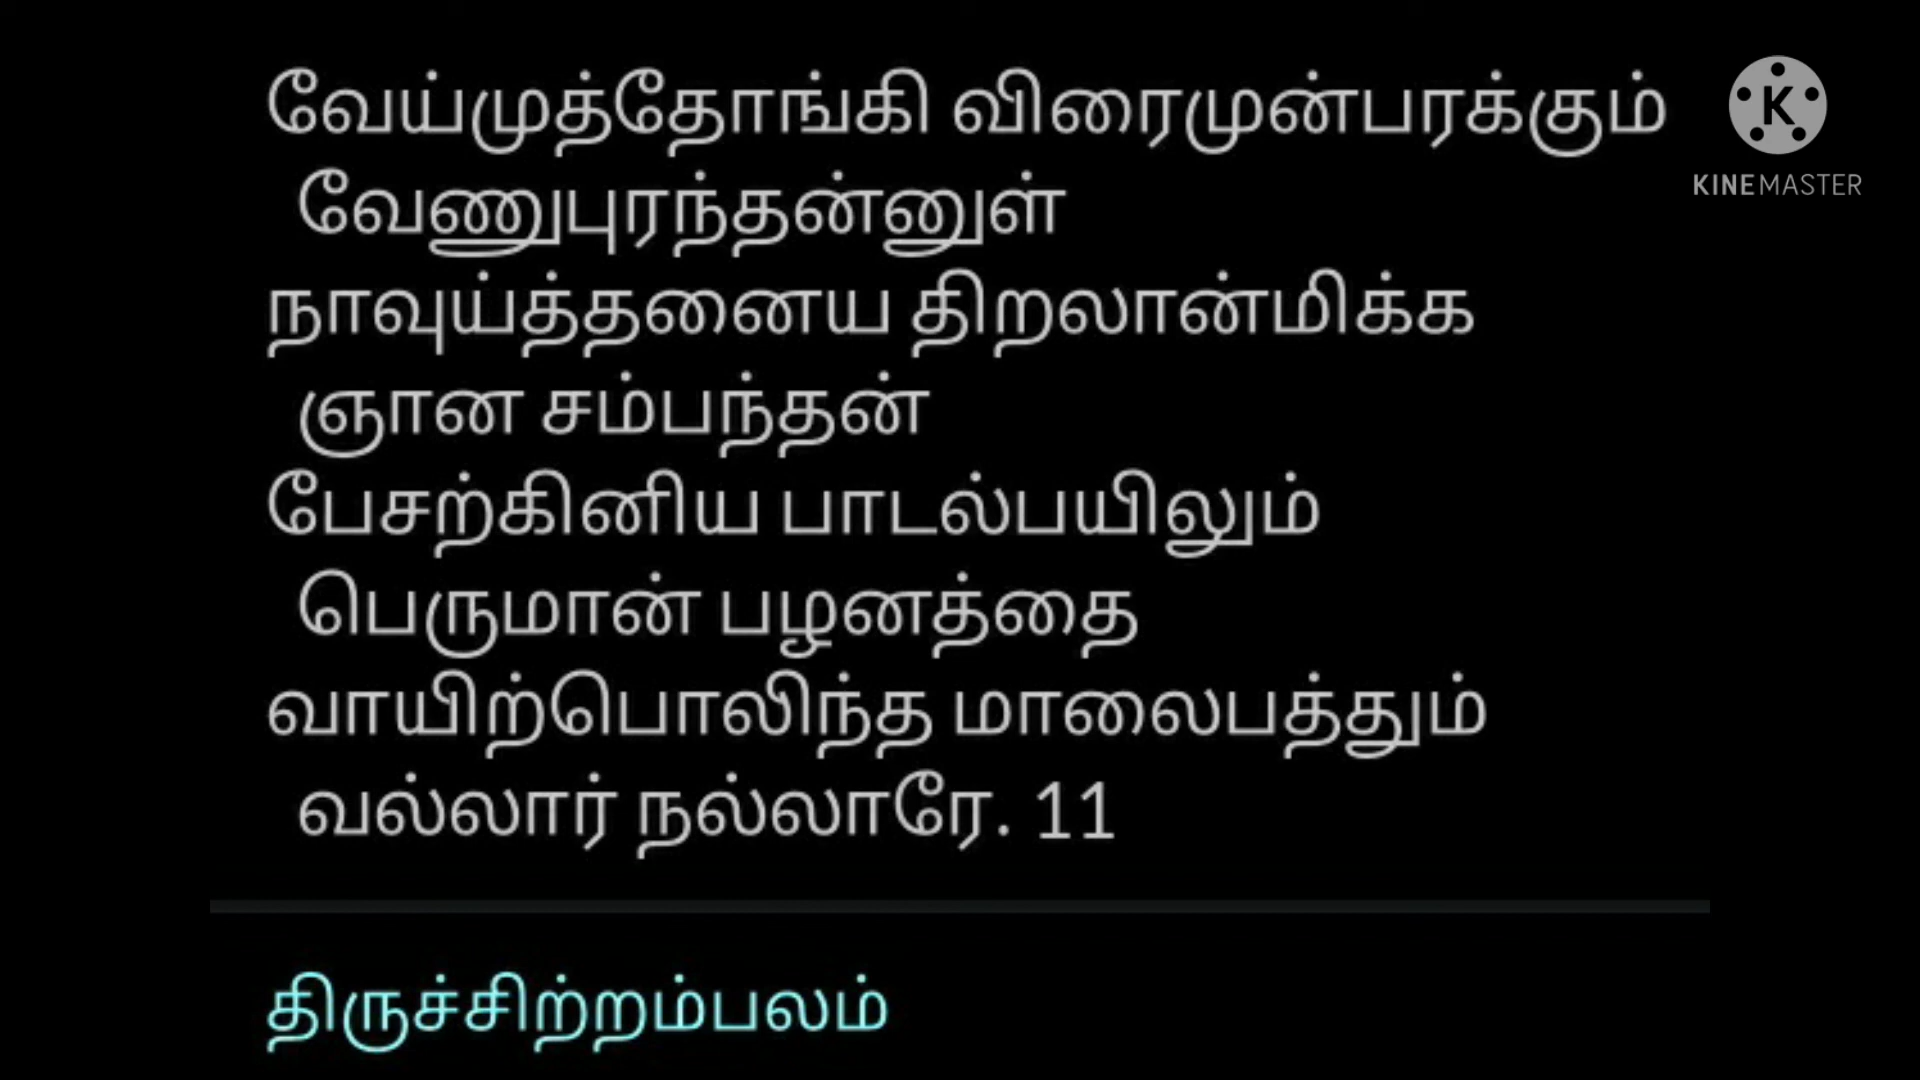 வேய்முத்தோங்கி விரைமுன்பரக்கும்
வேணுபுரந்தன்னுள்
நாவுய்த்தனைய திறலான்மிக்க
ஞான சம்பந்தன்
பேசற்கினிய பாடல்பயிலும்
பெருமான் பழனத்தை
வாயிற்பொலிந்த மாலைபத்தும்
வல்லார் நல்லாரே. 11
திருச்சிற்றம்பலம்
K
KINEMASTER